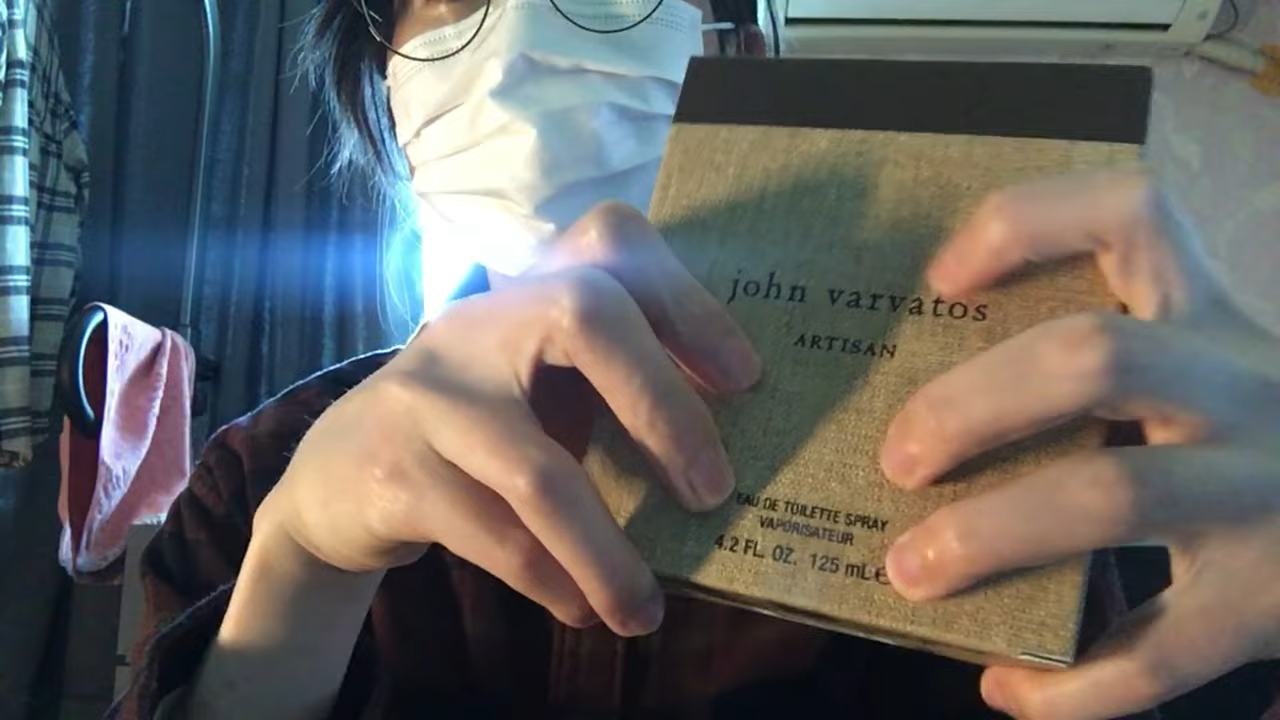 john varvatos
ARTISAN
EAU DE TOILETTE SPRAY
VAPORISATEUR
4.2 FL. OZ. 125 mL e